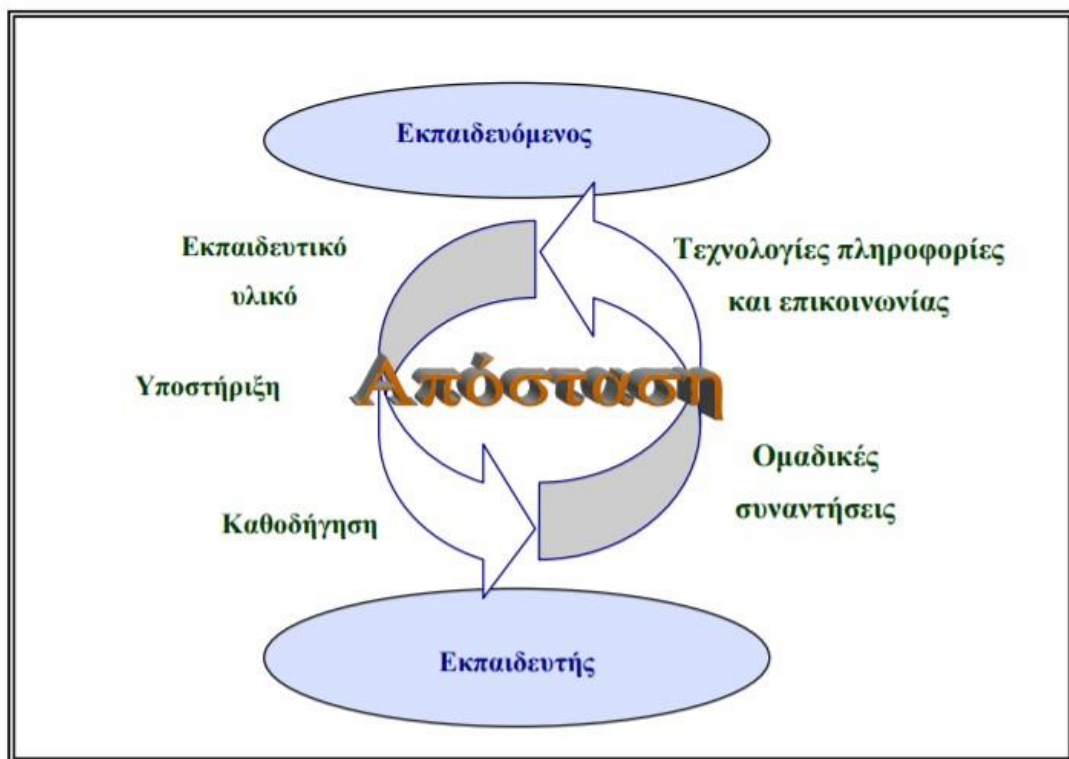 Εκπαιδευόμενος
Εκπαιδευτικό
υλικό
Τεχνολογίες πληροφορίες
και επικοινωνίας
Υποστήριξη
Απόσταση
Ομαδικές
συναντήσεις
Καθοδήγηση
Εκπαιδευτής